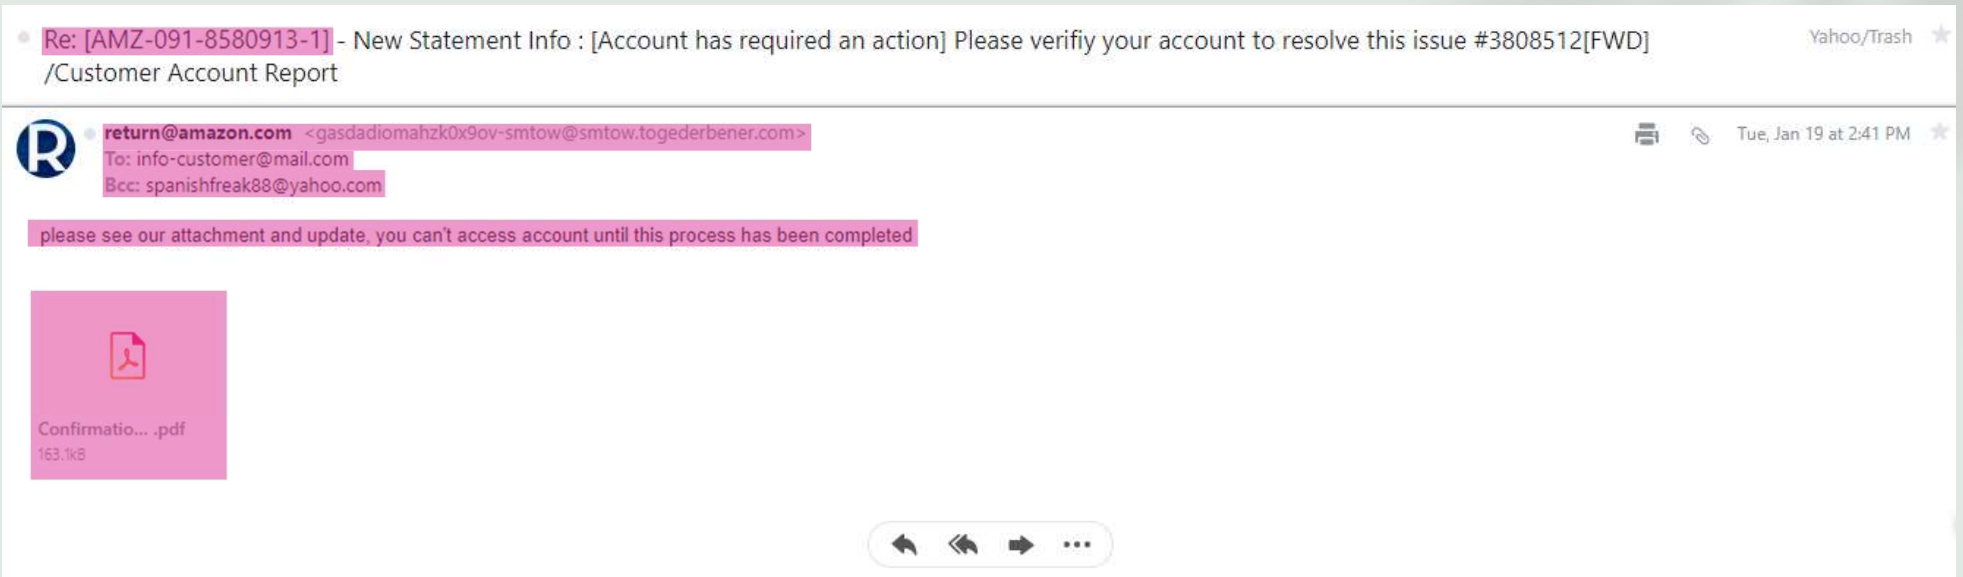 Re: [AMZ-091-8580913-1] - New Statement Info : [Account has required an action] Please verifiy your account to resolve this issue #3808512[FWD]
/Customer Account Report
Yahoo/Trash
R
return@amazon.com <gasdadiomahzk0x9ov-smtow@smtow.togederbener.com>
Tue, Jan 19 at 2:41 PM
To: info-customer@mail.com
Bcc: spanishfreak88@yahoo.com
please see our attachment and update, you can't access account until this process has been completed
Confirmatio... .pdf
163.1kB